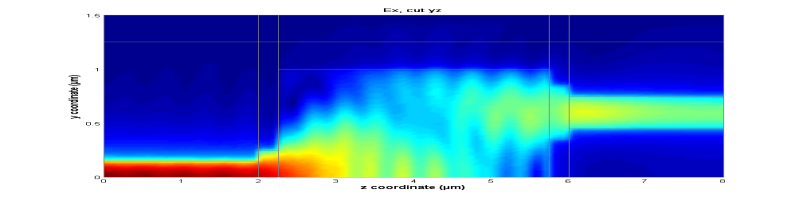 Ex, cut yz
1.5
1
0.5
0
y coordinate (µm)
0 1 2 3 4 5 6 7 8
z coordinate (µm)